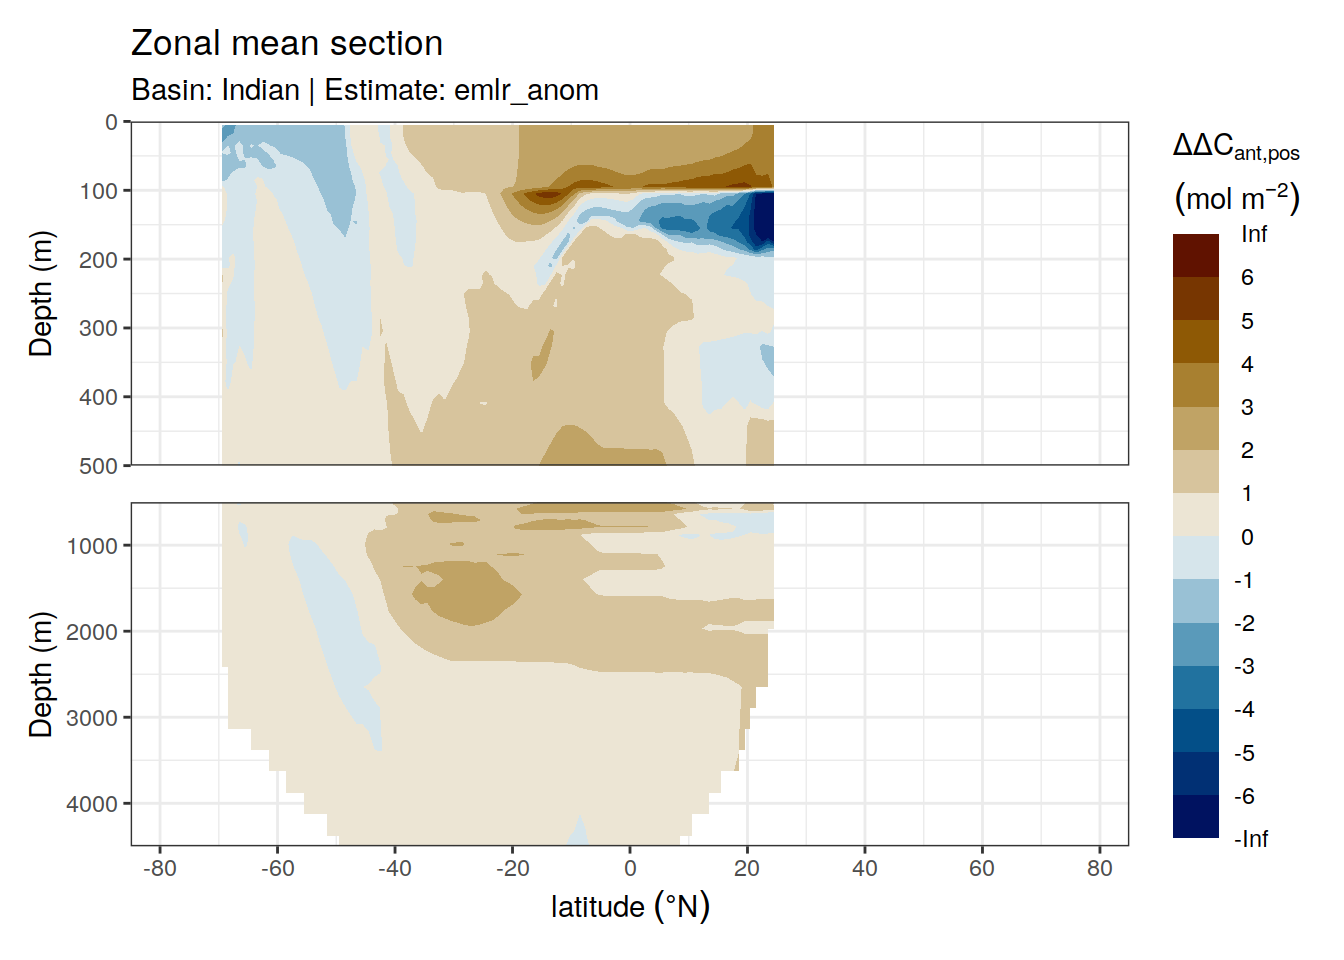 Zonal mean section
Basin: Indian | Estimate: emlr_anom
0
100
200
300
400
500
Depth (m)
1000
2000
3000
4000
Depth (m)
-80 -60 -40 -20 0 20 40 60 80
latitude (°N)
ΔΔC_ant,pos
(mol m⁻²)
Inf
6
5
4
3
2
1
0
-1
-2
-3
-4
-5
-6
-Inf